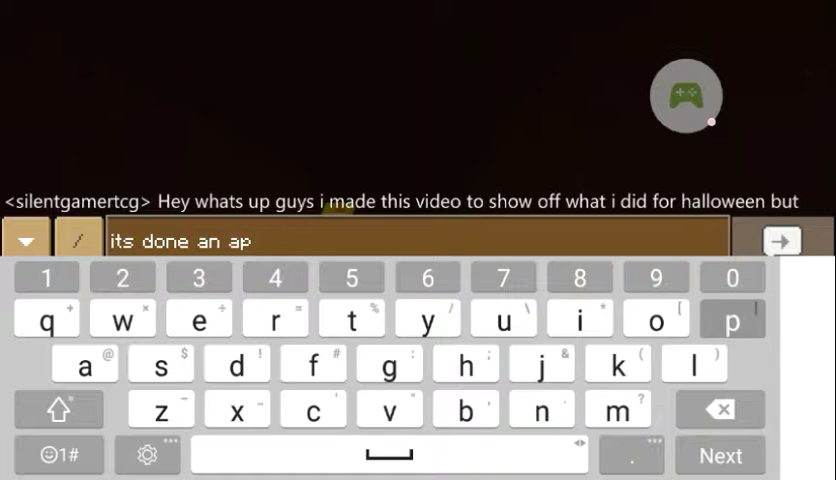 <silentgamertcg> Hey whats up guys i made this video to show off what i did for halloween but
/ its done an ap
1 2 3 4 5 6 7 8 9 0
q + w × e ÷ r = t % y / u _ i * o [ p ]
a @ s $ d ! f # g : h ; j & k ( l )
z - x _ c ' v " b , n . m ?
1# . Next